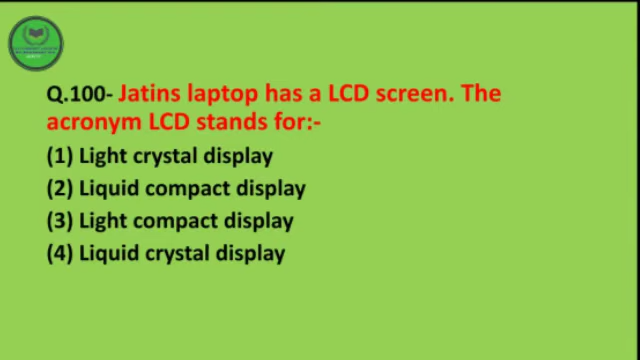 Q.100- Jatins laptop has a LCD screen. The
acronym LCD stands for:-
(1) Light crystal display
(2) Liquid compact display
(3) Light compact display
(4) Liquid crystal display